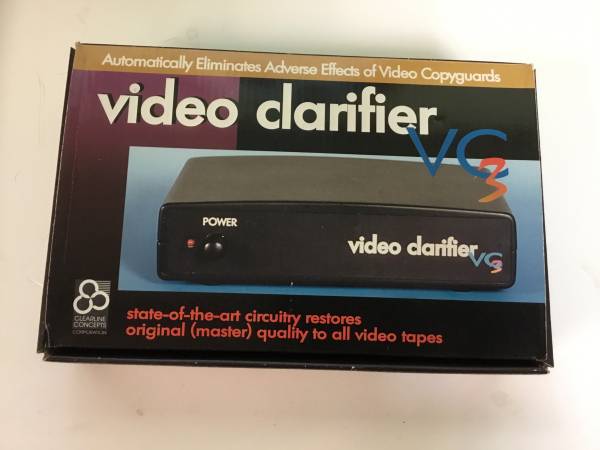 Automatically Eliminates Adverse Effects of Video Copyguards
video clarifier
VC3
POWER
video clarifier
VC3
state-of-the-art circuitry restores
original (master) quality to all video tapes
CLEARLINE
CONCEPTS
CORPORATION